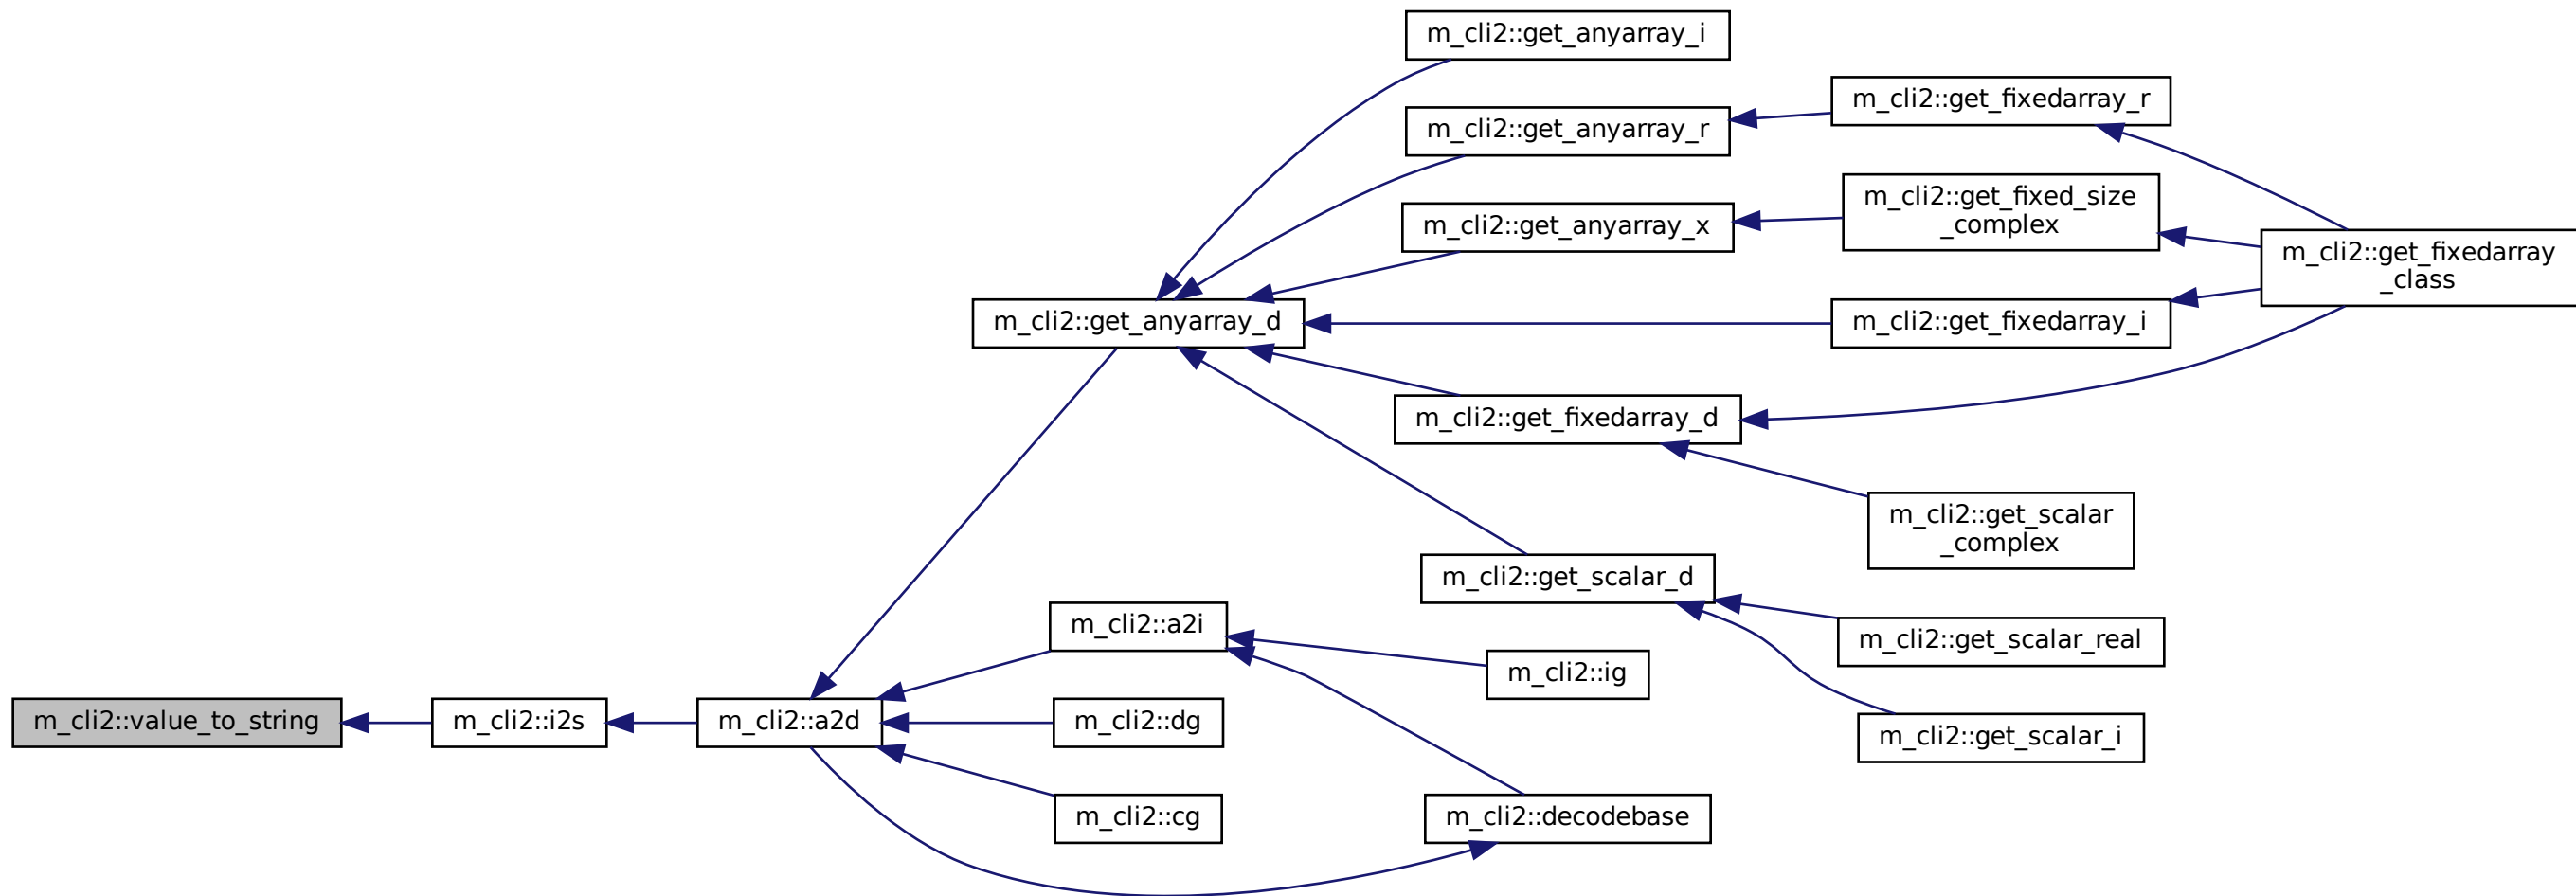 m_cli2::get_anyarray_i
m_cli2::get_fixedarray_r
m_cli2::get_anyarray_r
m_cli2::get_fixed_size
_complex
m_cli2::get_anyarray_x
m_cli2::get_fixedarray
_class
m_cli2::get_anyarray_d
m_cli2::get_fixedarray_i
m_cli2::get_fixedarray_d
m_cli2::get_scalar
_complex
m_cli2::get_scalar_d
m_cli2::a2i
m_cli2::get_scalar_real
m_cli2::ig
m_cli2::value_to_string
m_cli2::i2s
m_cli2::a2d
m_cli2::dg
m_cli2::get_scalar_i
m_cli2::cg
m_cli2::decodebase